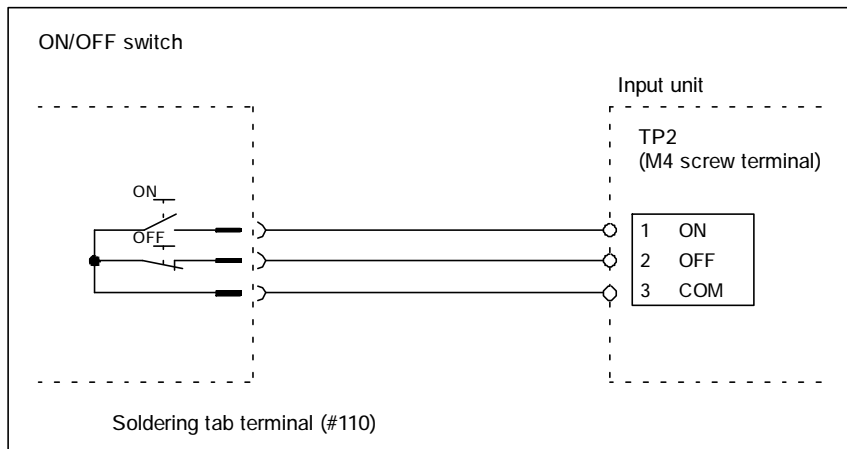 ON/OFF switch
Input unit
TP2
(M4 screw terminal)
ON
OFF
1 ON
2 OFF
3 COM
Soldering tab terminal (#110)